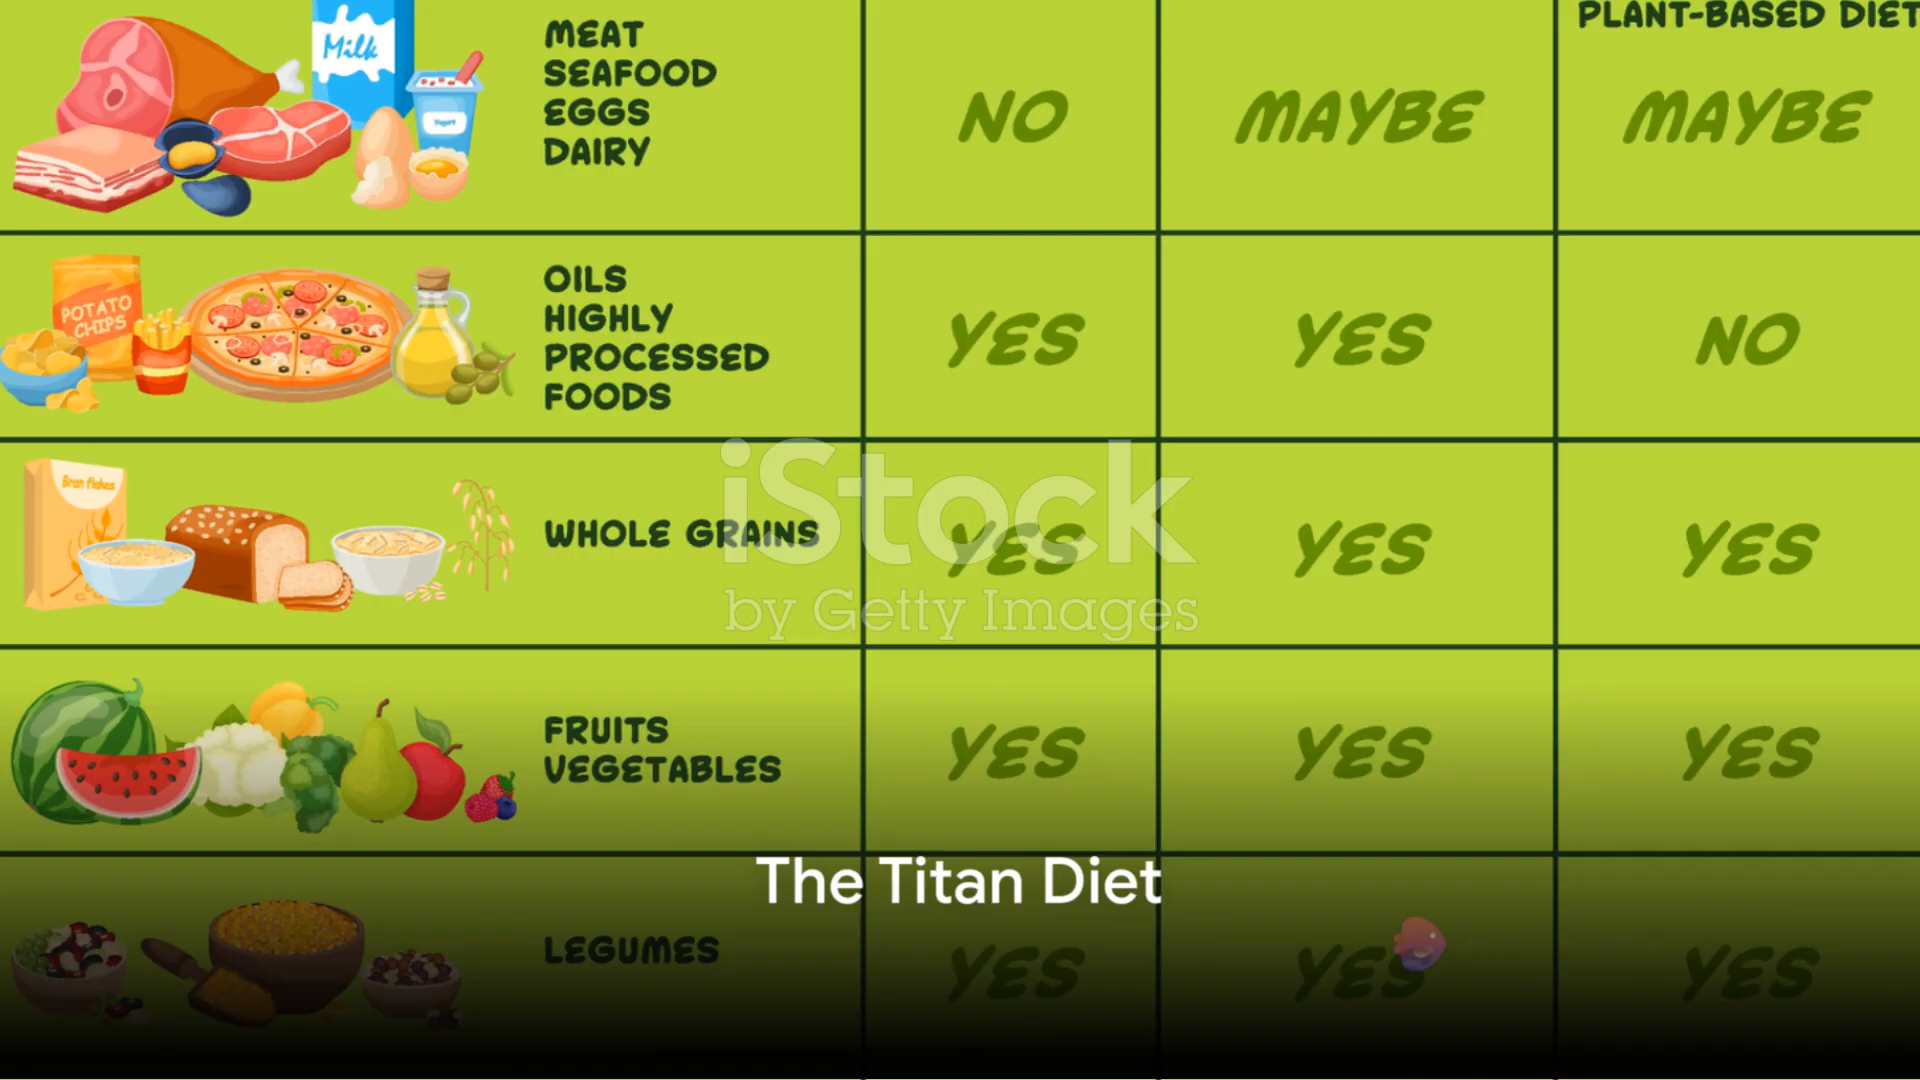 PLANT-BASED DIET
Milk
MEAT
SEAFOOD
EGGS
DAIRY
Yogurt
NO
MAYBE
MAYBE
POTATO
CHIPS
OILS
HIGHLY
PROCESSED
FOODS
YES
YES
NO
Bran flakes
WHOLE GRAINS
YES
YES
YES
iStock
by Getty Images
FRUITS
VEGETABLES
YES
YES
YES
The Titan Diet
LEGUMES
YES
YES
YES